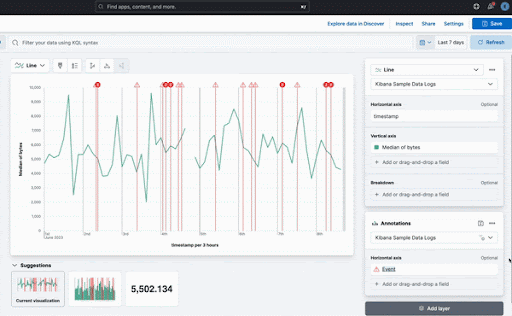 Find apps, content, and more.
Explore data in Discover
Inspect
Share
Settings
Save
Filter your data using KQL syntax
Last 7 days
Refresh
Line
Line
Kibana Sample Data Logs
Horizontal axis
Optional
timestamp
Vertical axis
Median of bytes
Add or drag-and-drop a field
Breakdown
Optional
Add or drag-and-drop a field
Annotations
Kibana Sample Data Logs
Horizontal axis
Optional
Event
Add or drag-and-drop a field
Add layer
Median of bytes
10,000
9,000
8,000
7,000
6,000
5,000
4,000
3,000
2,000
1,000
0
2nd
3rd
4th
5th
6th
7th
8th
June 2023
timestamp per 3 hours
Suggestions
Current visualization
5,502.134